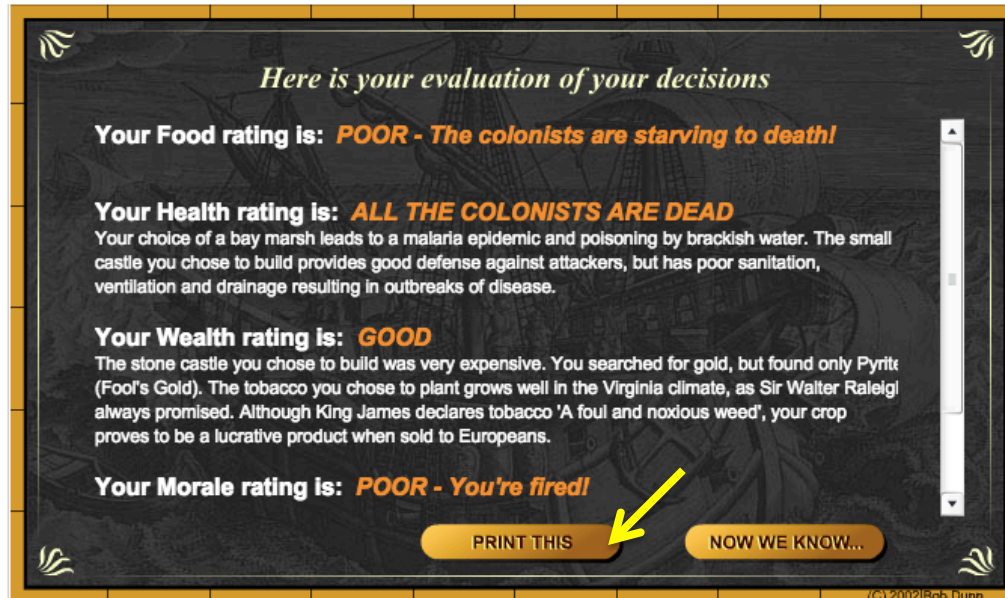 Here is your evaluation of your decisions
Your Food rating is: POOR - The colonists are starving to death!
Your Health rating is: ALL THE COLONISTS ARE DEAD
Your choice of a bay marsh leads to a malaria epidemic and poisoning by brackish water. The small
castle you chose to build provides good defense against attackers, but has poor sanitation,
ventilation and drainage resulting in outbreaks of disease.
Your Wealth rating is: GOOD
The stone castle you chose to build was very expensive. You searched for gold, but found only Pyrite
(Fool's Gold). The tobacco you chose to plant grows well in the Virginia climate, as Sir Walter Raleigl
always promised. Although King James declares tobacco 'A foul and noxious weed', your crop
proves to be a lucrative product when sold to Europeans.
Your Morale rating is: POOR - You're fired!
PRINT THIS
NOW WE KNOW...
(C) 2002 Bob Dunn